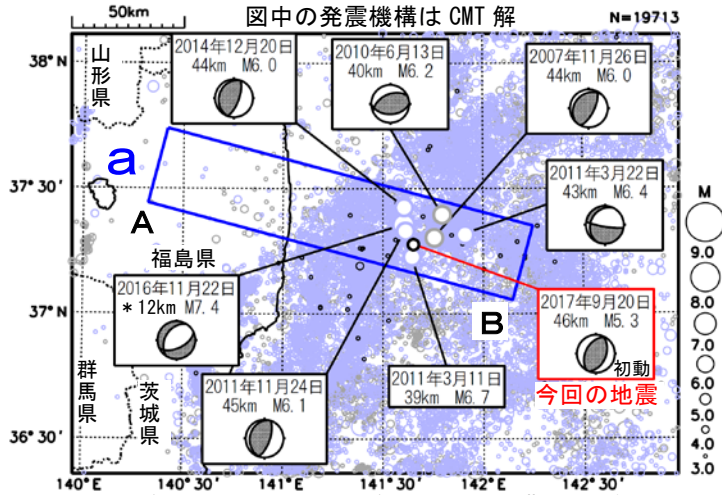 50km
図中の発震機構は CMT 解
N=19713
38°N
山形県
2014年12月20日
44km M6.0
2010年6月13日
40km M6.2
2007年11月26日
44km M6.0
a
37°30'
A
2011年3月22日
43km M6.4
M
9.0
8.0
7.0
6.0
5.0
4.0
3.0
福島県
2016年11月22日
*12km M7.4
37°N
B
2017年9月20日
46km M5.3
初動
今回の地震
群馬県
茨城県
2011年11月24日
45km M6.1
2011年3月11日
39km M6.7
36°30'
140°E
140°30'
141°E
141°30'
142°E
142°30'